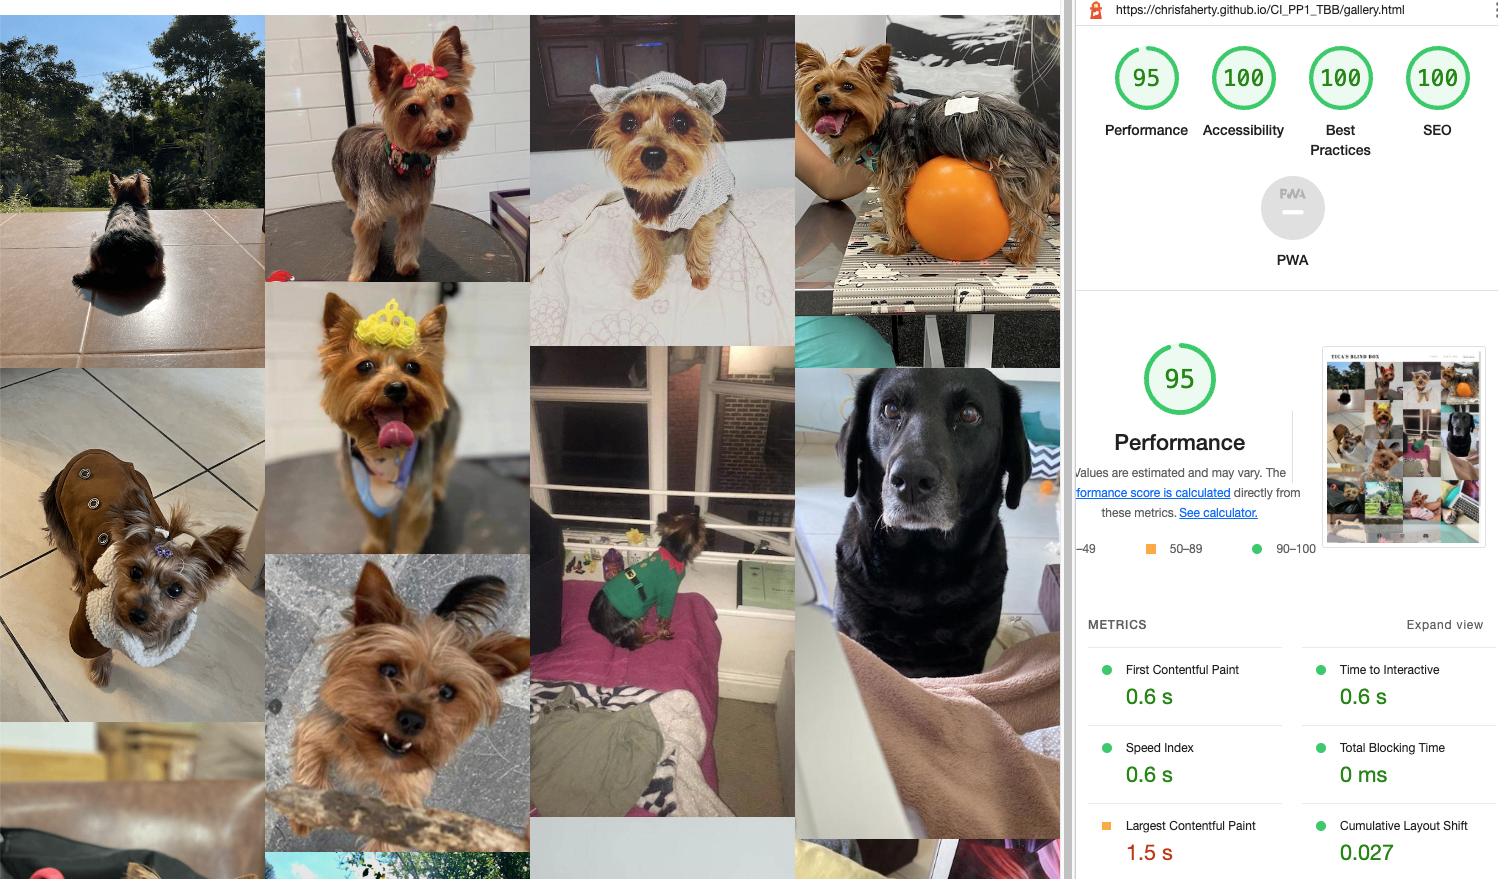 https://chrisfaherty.github.io/CI_PP1_TBB/gallery.html
95
100
100
100
Performance
Accessibility
Best
Practices
SEO
PWA
PWA
95
Performance
Values are estimated and may vary. The
formance score is calculated directly from
these metrics. See calculator.
–49
50–89
90–100
TICA'S BLIND BOX
METRICS
Expand view
First Contentful Paint
0.6 s
Time to Interactive
0.6 s
Speed Index
0.6 s
Total Blocking Time
0 ms
Largest Contentful Paint
1.5 s
Cumulative Layout Shift
0.027